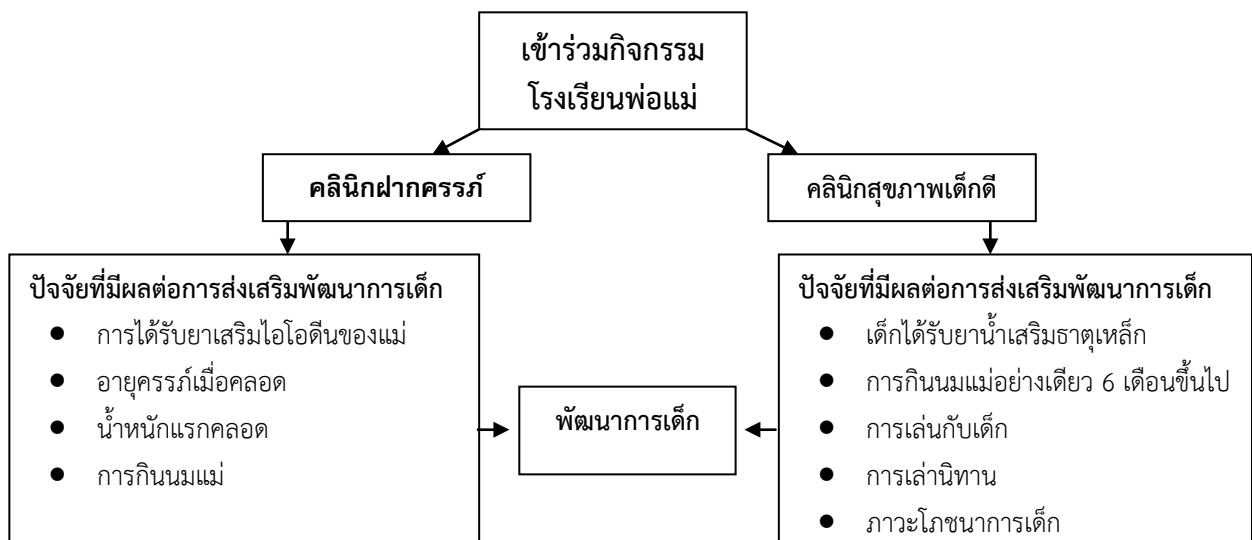 เข้าร่วมกิจกรรม
โรงเรียนพ่อแม่
คลินิกฝากครรภ์
คลินิกสุขภาพเด็กดี
ปัจจัยที่มีผลต่อการส่งเสริมพัฒนาการเด็ก
● การได้รับยาเสริมไอโอดีนของแม่
● อายุครรภ์เมื่อคลอด
● น้ำหนักแรกคลอด
● การกินนมแม่
พัฒนาการเด็ก
ปัจจัยที่มีผลต่อการส่งเสริมพัฒนาการเด็ก
● เด็กได้รับยาน้ำเสริมธาตุเหล็ก
● การกินนมแม่อย่างเดียว 6 เดือนขึ้นไป
● การเล่นกับเด็ก
● การเล่านิทาน
● ภาวะโภชนาการเด็ก